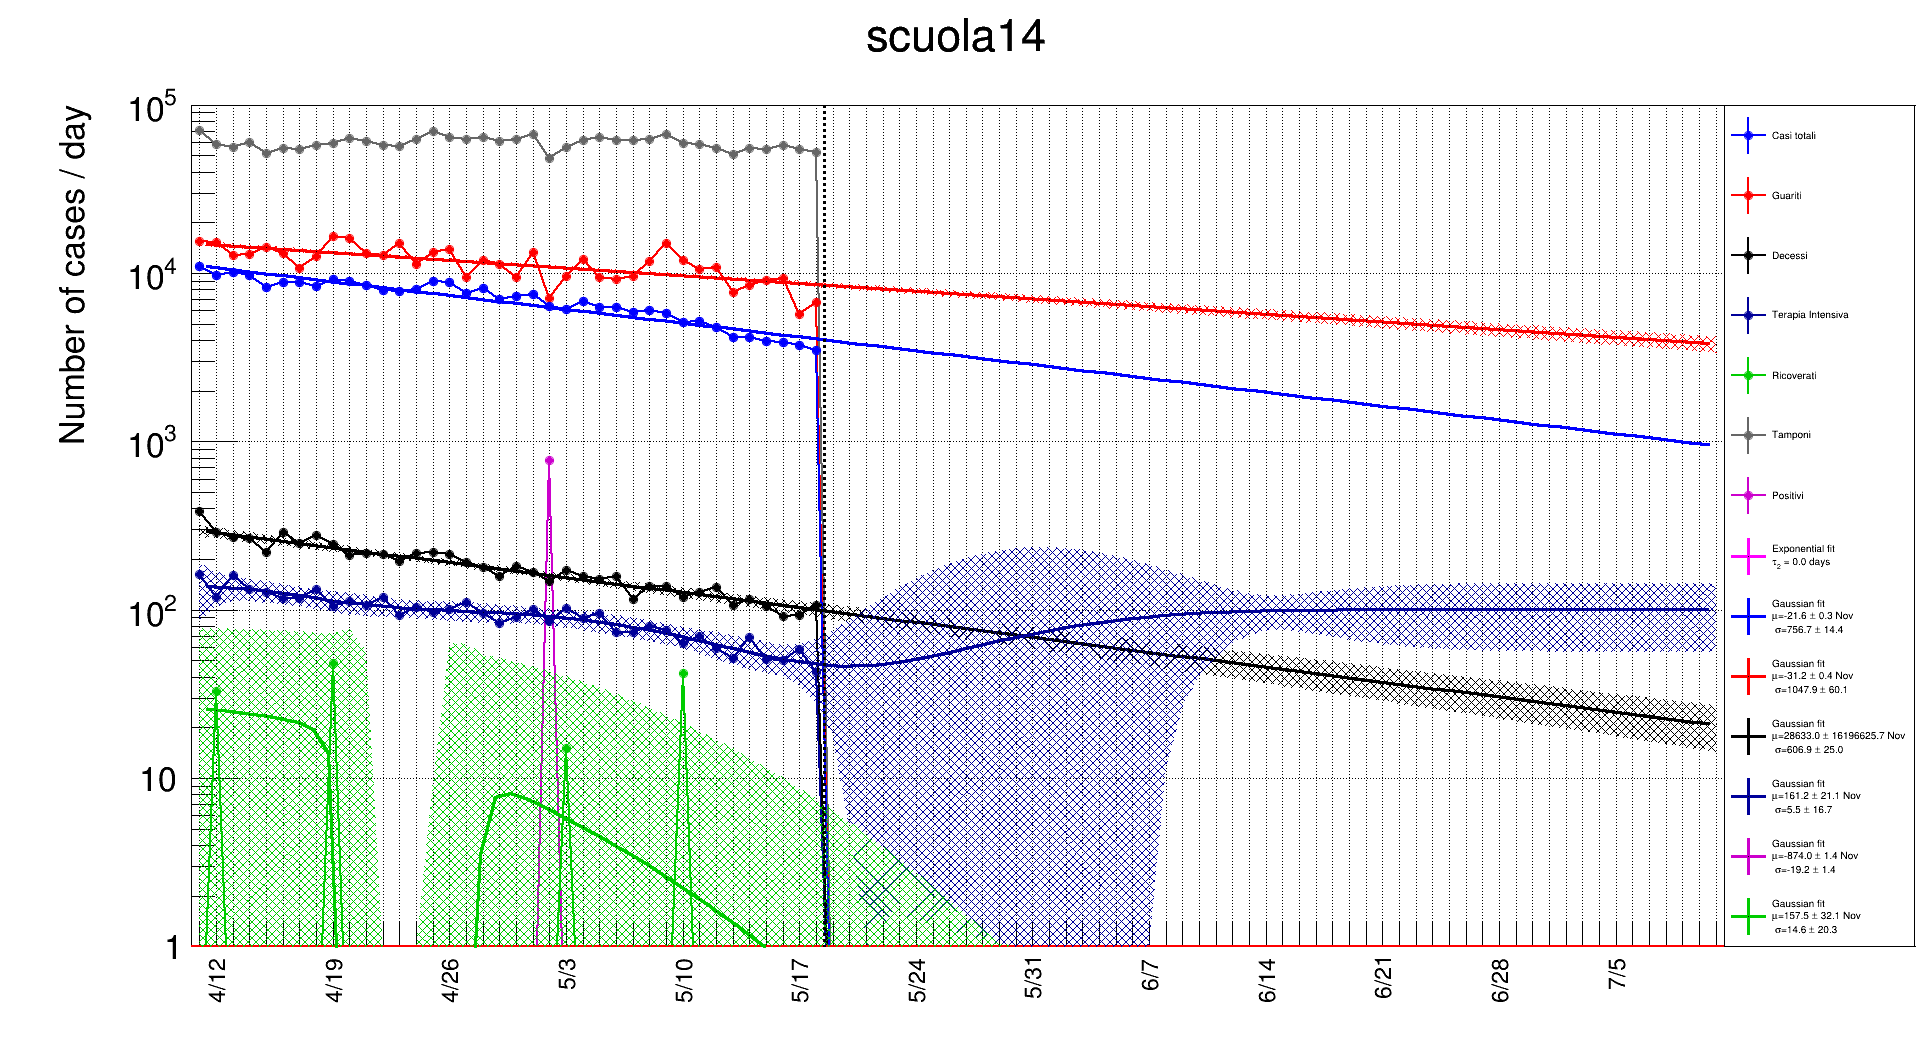 scuola14
Number of cases / day
10^5
10^4
10^3
10^2
10
1
4/12
4/19
4/26
5/3
5/10
5/17
5/24
5/31
6/7
6/14
6/21
6/28
7/5
Casi totali
Guariti
Decessi
Terapia Intensiva
Ricoverati
Tamponi
Positivi
Exponential fit
τ2 = 0.0 days
Gaussian fit
μ=-21.6 ± 0.3 Nov
σ=756.7 ± 14.4
Gaussian fit
μ=-31.2 ± 0.4 Nov
σ=1047.9 ± 60.1
Gaussian fit
μ=28633.0 ± 16196625.7 Nov
σ=606.9 ± 25.0
Gaussian fit
μ=161.2 ± 21.1 Nov
σ=5.5 ± 16.7
Gaussian fit
μ=-874.0 ± 1.4 Nov
σ=-19.2 ± 1.4
Gaussian fit
μ=157.5 ± 32.1 Nov
σ=14.6 ± 20.3